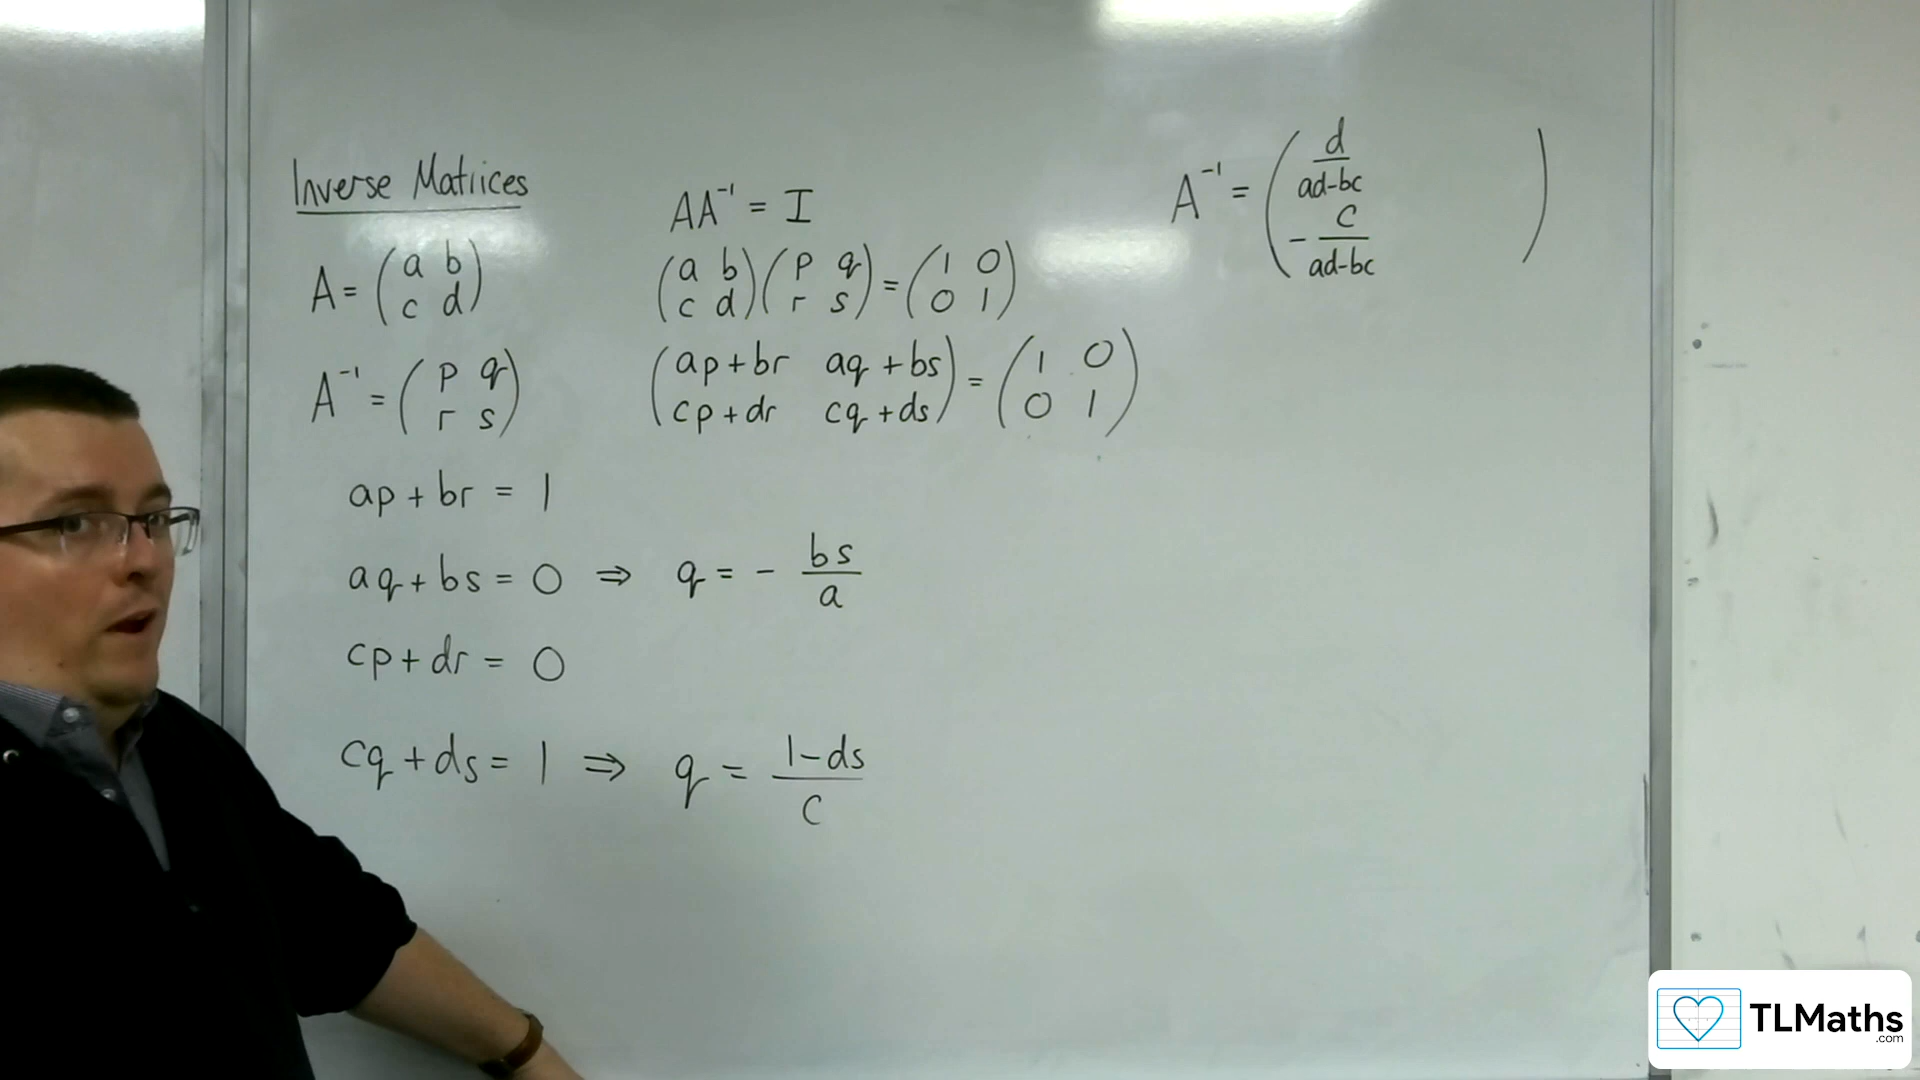 Inverse Matrices
A = (a b
c d)
A⁻¹ = (p q
r s)
AA⁻¹ = I
(a b
c d)(p q
r s) = (1 0
0 1)
(ap+br aq+bs
cp+dr cq+ds) = (1 0
0 1)
A⁻¹ = (d/ad-bc
-c/ad-bc )
ap + br = 1
aq + bs = 0 ⇒ q = - bs/a
cp + dr = 0
cq + ds = 1 ⇒ q = 1-ds/c
TLMaths
.com